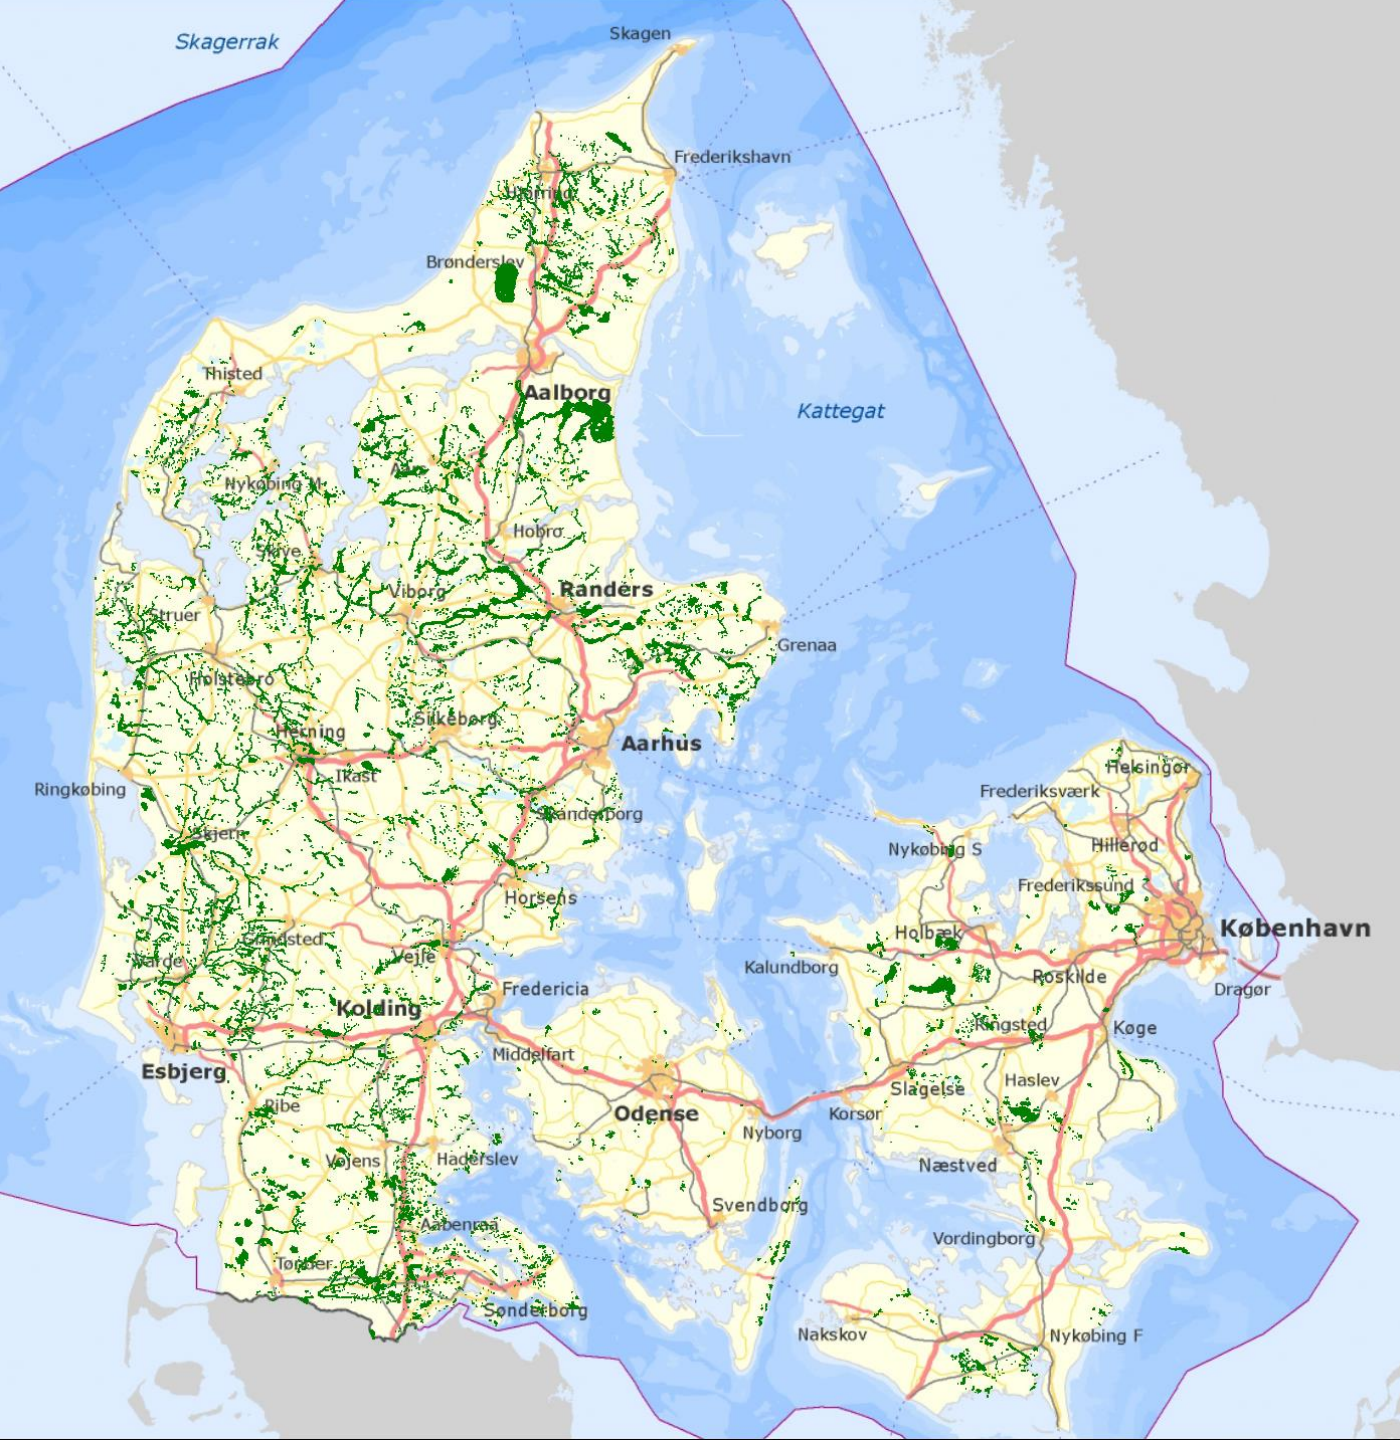 Skagen
Skagerrak
Frederikshavn
Hjørring
Brønderslev
Thisted
Aalborg
Kattegat
Nykøbing M
Hobro
Skive
Randers
Viborg
Struer
Grenaa
Holstebro
Silkeborg
Herning
Aarhus
Helsingør
Ikast
Ringkøbing
Frederiksværk
Skanderborg
Skjern
Hillerød
Nykøbing S
Frederikssund
Horsens
København
Holbæk
Grindsted
Vejle
Varde
Kalundborg
Roskilde
Fredericia
Dragør
Kolding
Ringsted
Køge
Middelfart
Esbjerg
Haslev
Slagelse
Ribe
Odense
Korsør
Nyborg
Vojens
Haderslev
Næstved
Svendborg
Aabenraa
Vordingborg
Tønder
Sønderborg
Nakskov
Nykøbing F